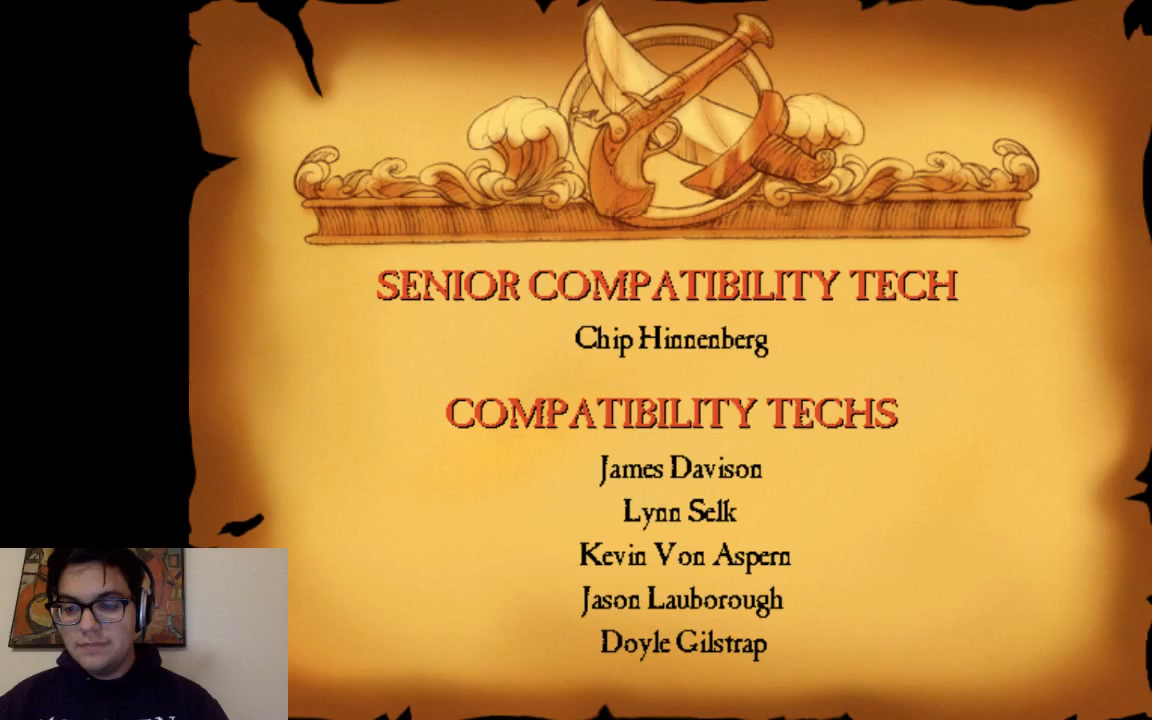 SENIOR COMPATIBILITY TECH
Chip Hinnenberg
COMPATIBILITY TECHS
James Davison
Lynn Selk
Kevin Von Aspern
Jason Lauborough
Doyle Gilstrap